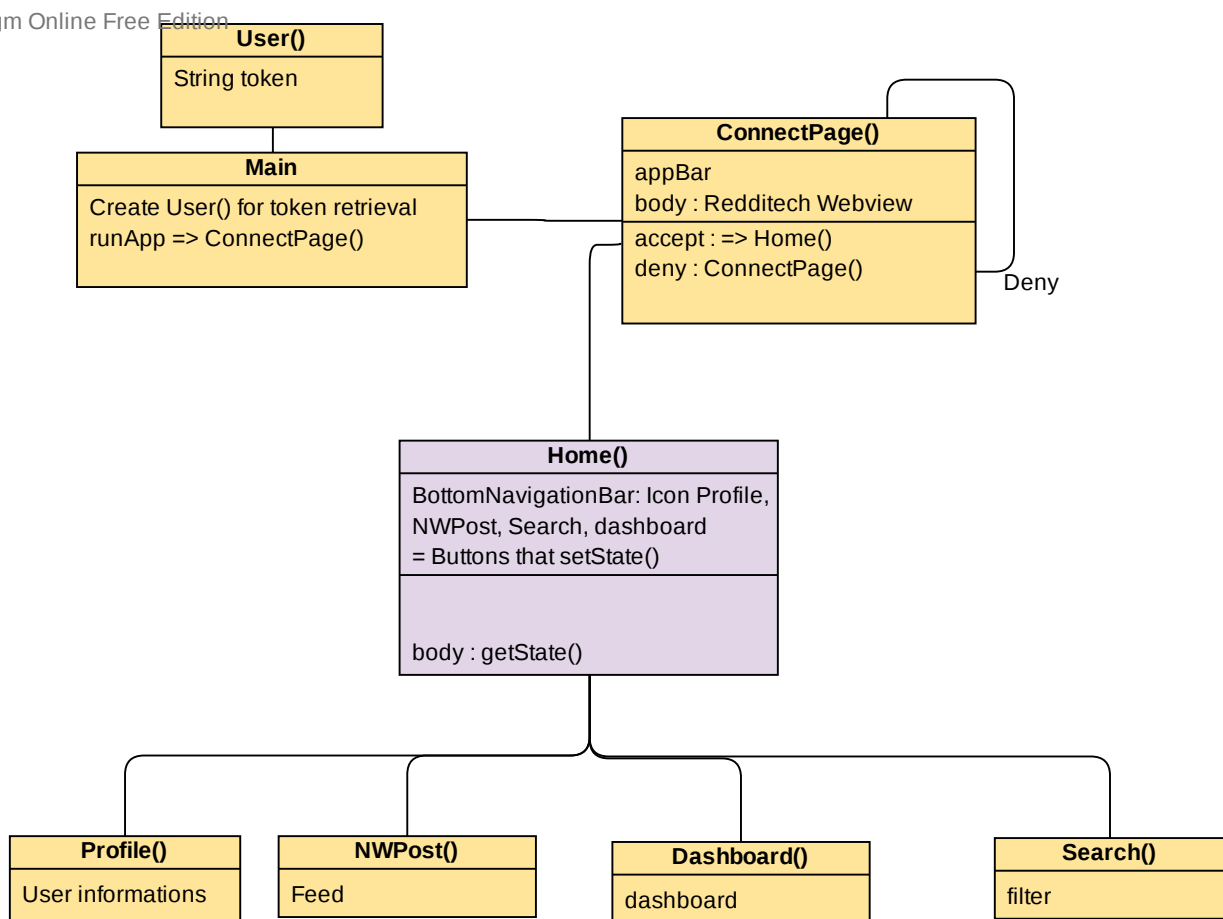 Online Free Edition
User()
String token
Main
Create User() for token retrieval
runApp => ConnectPage()
ConnectPage()
appBar
body : Redditech Webview
accept : => Home()
deny : ConnectPage()
Deny
Home()
BottomNavigationBar: Icon Profile,
NWPost, Search, dashboard
= Buttons that setState()
body : getState()
Profile()
User informations
NWPost()
Feed
Dashboard()
dashboard
Search()
filter